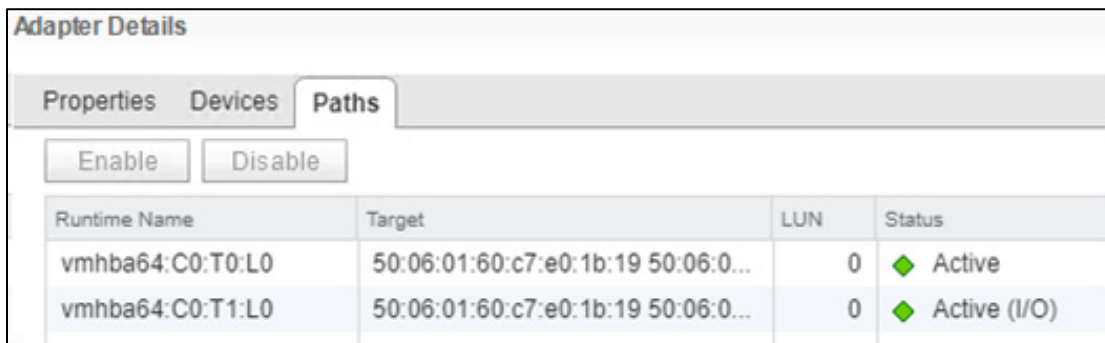 Adapter Details
Properties Devices Paths
Enable Disable
Runtime Name Target LUN Status
vmhba64:C0:T0:L0 50:06:01:60:c7:e0:1b:19 50:06:0... 0 Active
vmhba64:C0:T1:L0 50:06:01:60:c7:e0:1b:19 50:06:0... 0 Active (I/O)